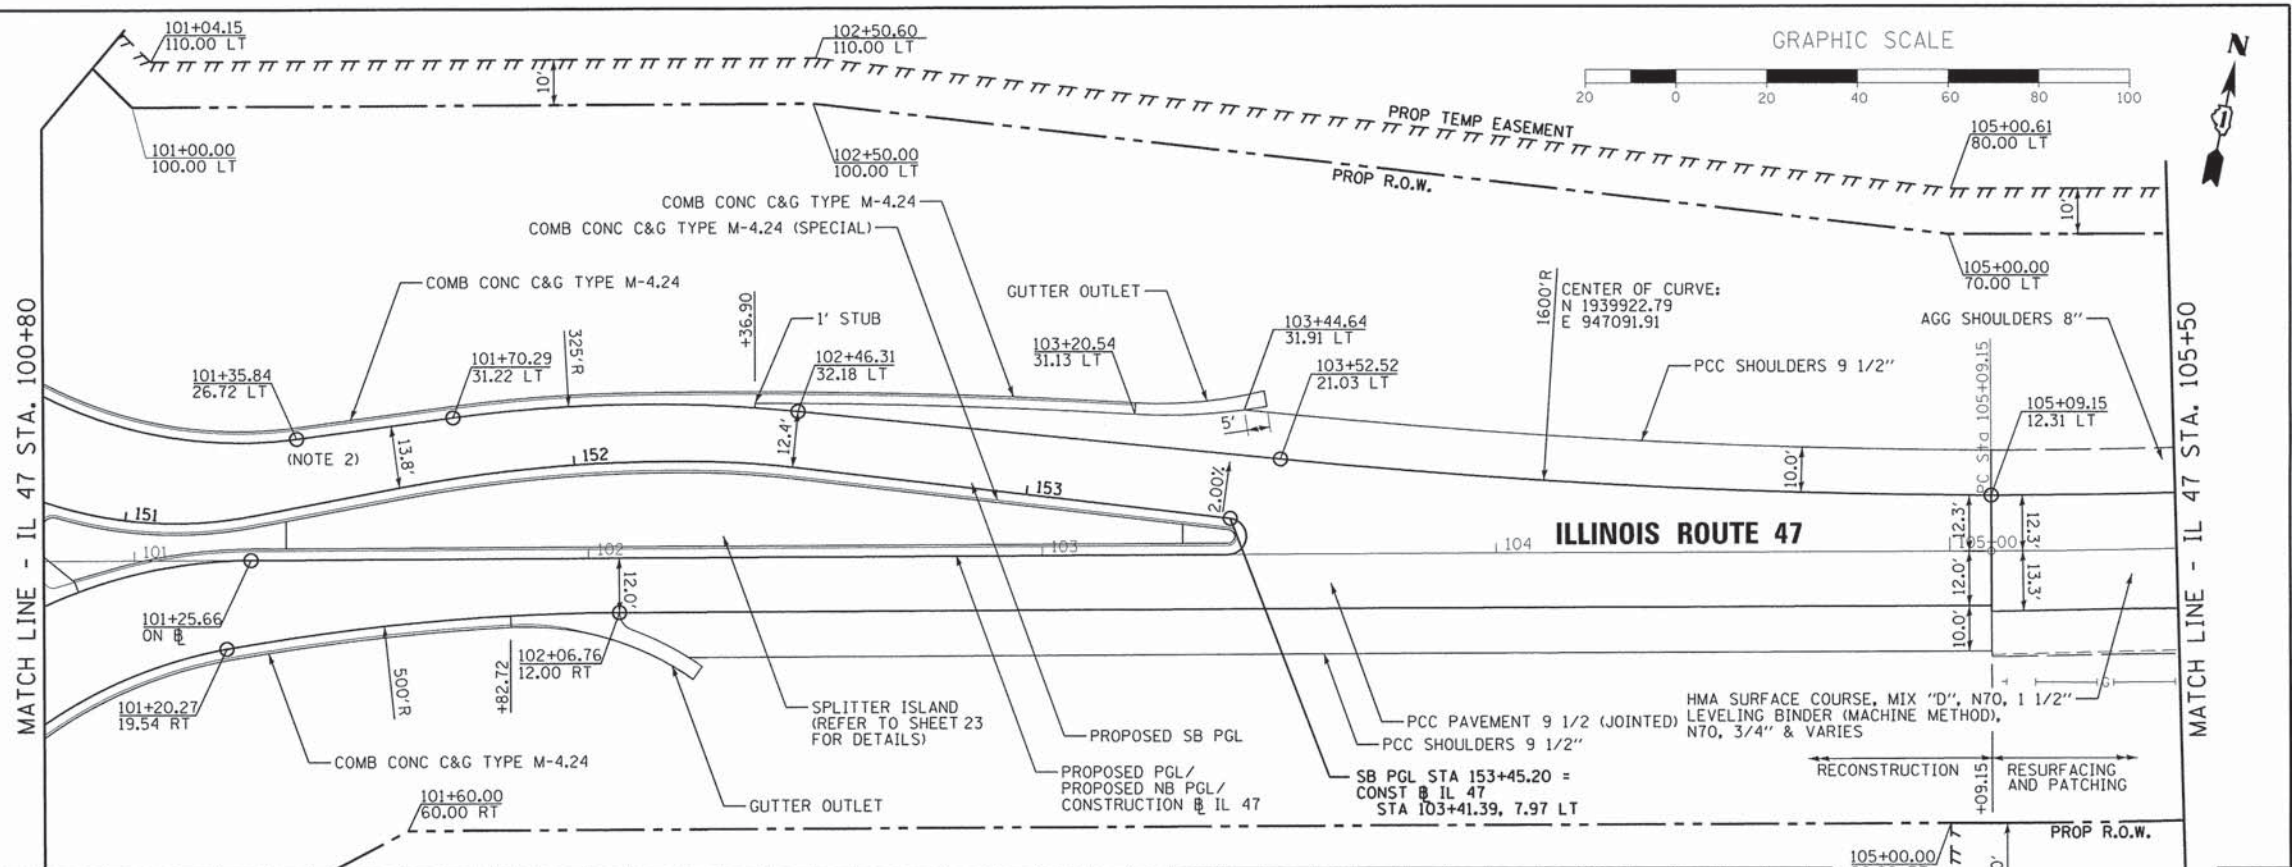 101+04.15
110.00 LT
102+50.60
110.00 LT
GRAPHIC SCALE
N
20 0 20 40 60 80 100
10'
101+00.00
100.00 LT
102+50.00
100.00 LT
PROP TEMP EASEMENT
PROP R.O.W.
105+00.61
80.00 LT
10'
105+00.00
70.00 LT
COMB CONC C&G TYPE M-4.24
COMB CONC C&G TYPE M-4.24 (SPECIAL)
COMB CONC C&G TYPE M-4.24
GUTTER OUTLET
1600'R
CENTER OF CURVE:
N 1939922.79
E 947091.91
AGG SHOULDERS 8"
MATCH LINE - IL 47 STA. 100+80
MATCH LINE - IL 47 STA. 105+50
325'R
+36.90
1' STUB
101+35.84
26.72 LT
101+70.29
31.22 LT
102+46.31
32.18 LT
103+20.54
31.13 LT
103+44.64
31.91 LT
103+52.52
21.03 LT
PCC SHOULDERS 9 1/2"
PC Sta 105+09.15
105+09.15
12.31 LT
(NOTE 2)
13.8'
12.4'
5'
10.0'
151
152
153
2.00%
ILLINOIS ROUTE 47
12.3'
12.3'
101
102
103
104
105+00
12.0'
12.0'
13.3'
10.0'
101+25.66
ON ℄
101+20.27
19.54 RT
500'R
+82.72
102+06.76
12.00 RT
G
COMB CONC C&G TYPE M-4.24
SPLITTER ISLAND
(REFER TO SHEET 23
FOR DETAILS)
GUTTER OUTLET
PROPOSED SB PGL
PROPOSED PGL/
PROPOSED NB PGL/
CONSTRUCTION ℄ IL 47
PCC PAVEMENT 9 1/2 (JOINTED)
PCC SHOULDERS 9 1/2"
SB PGL STA 153+45.20 =
CONST ℄ IL 47
STA 103+41.39, 7.97 LT
HMA SURFACE COURSE, MIX "D", N70, 1 1/2"
LEVELING BINDER (MACHINE METHOD),
N70, 3/4" & VARIES
RECONSTRUCTION
+09.15
RESURFACING
AND PATCHING
101+60.00
60.00 RT
PROP R.O.W.
105+00.00